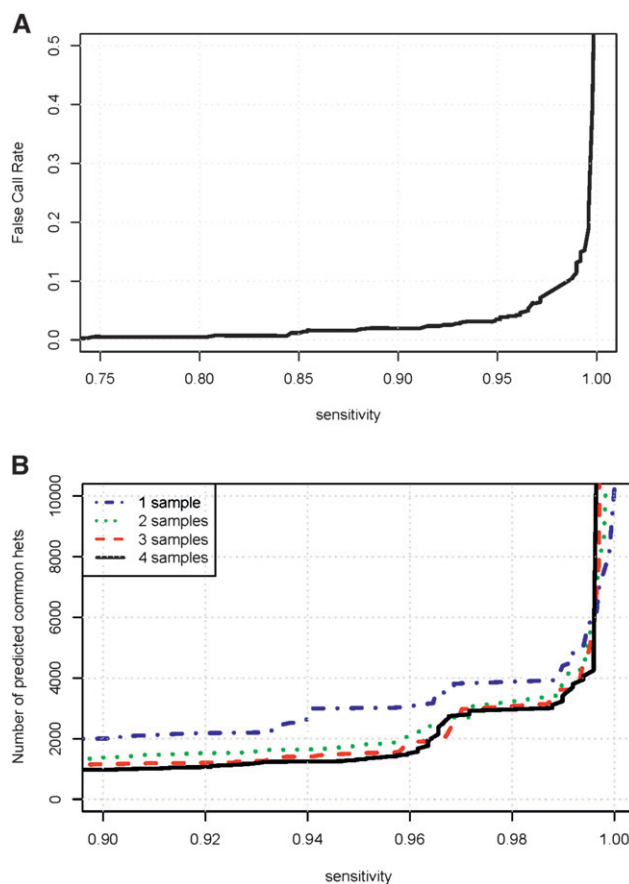 A
False Call Rate
0.5
0.4
0.3
0.2
0.1
0.0
0.75 0.80 0.85 0.90 0.95 1.00
sensitivity
B
1 sample
2 samples
3 samples
4 samples
Number of predicted common hets
10000
8000
6000
4000
2000
0
0.90 0.92 0.94 0.96 0.98 1.00
sensitivity